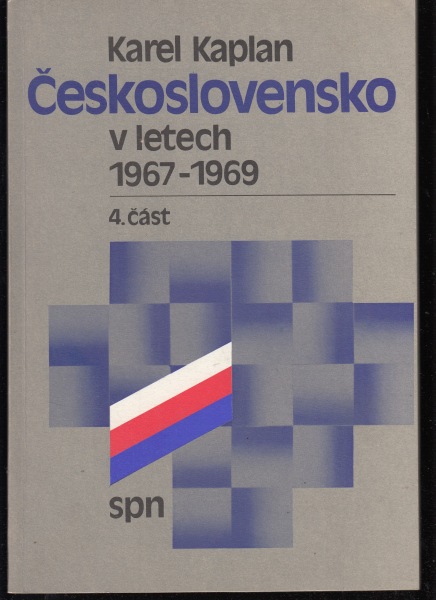 Karel Kaplan
Československo
v letech
1967-1969
4. část
spn